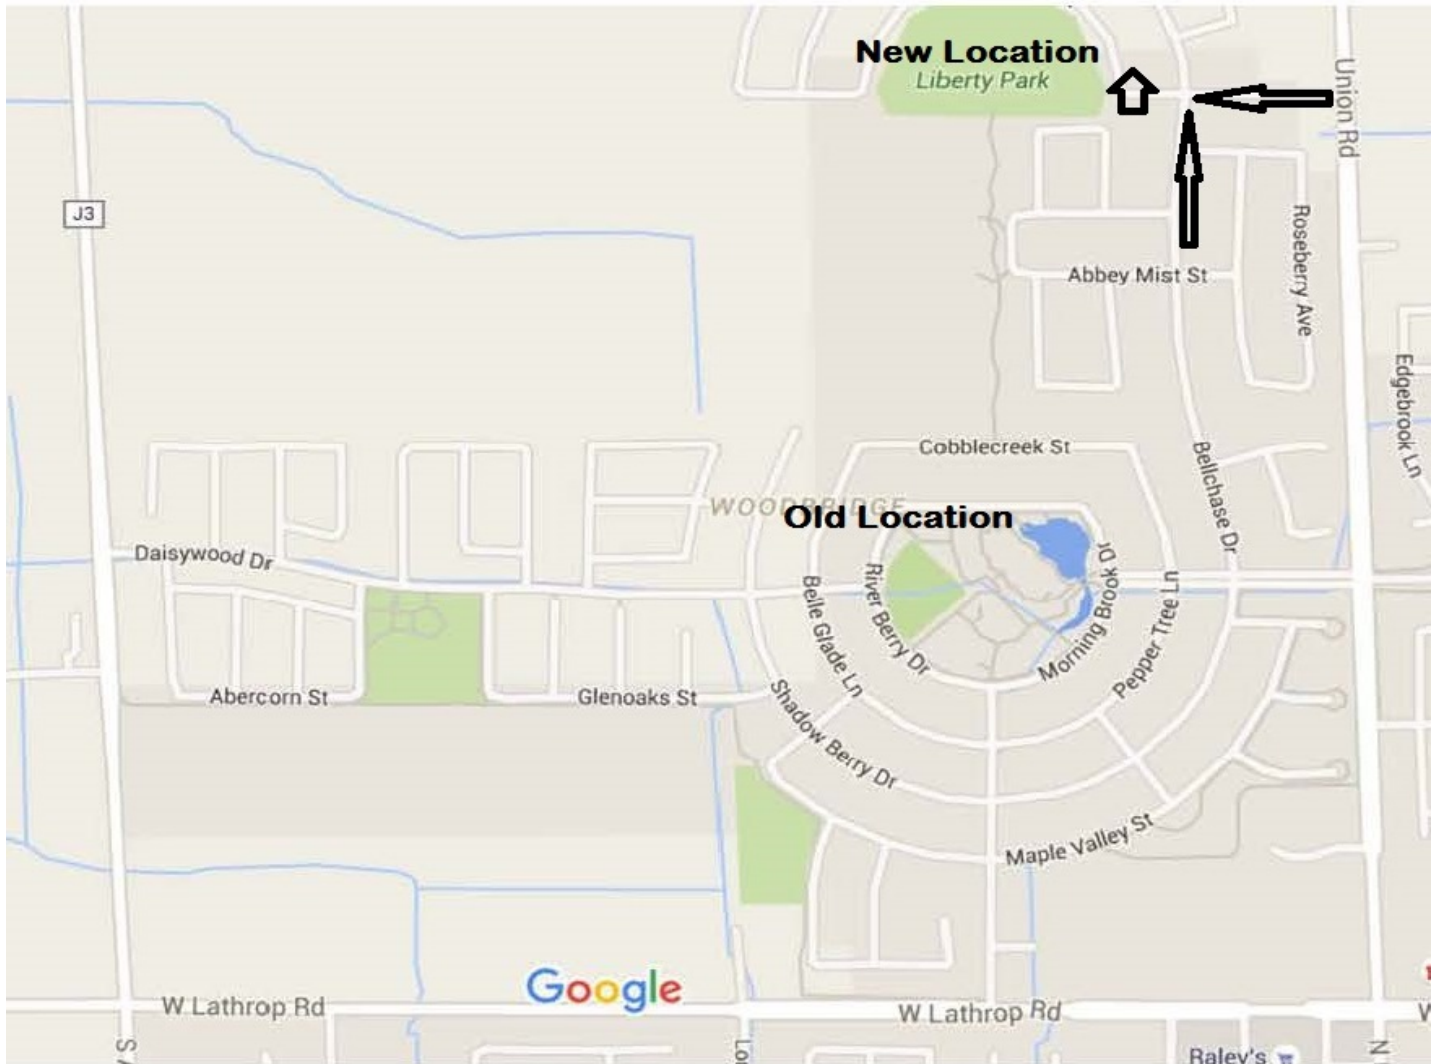 New Location
Liberty Park
Union Rd
J3
Roseberry Ave
Abbey Mist St
Edgebrook Ln
Cobblecreek St
Bellchase Dr
WOODBRIDGE
Old Location
Daisywood Dr
River Berry Dr
Belle Glade Ln
Morning Brook Dr
Pepper Tree Ln
Abercorn St
Glenoaks St
Shadow Berry Dr
Maple Valley St
Google
W Lathrop Rd
W Lathrop Rd
W
S A
Lo
Raley's
N